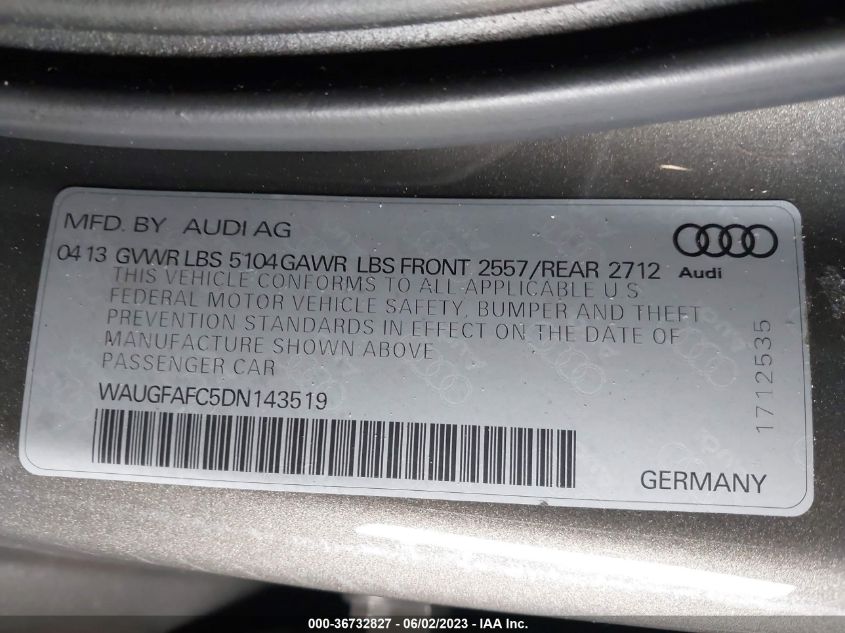 MFD. BY AUDI AG
0413 GVWR LBS 5104 GAWR LBS FRONT 2557/REAR 2712
Audi
THIS VEHICLE CONFORMS TO ALL APPLICABLE U S
FEDERAL MOTOR VEHICLE SAFETY, BUMPER AND THEFT
PREVENTION STANDARDS IN EFFECT ON THE DATE OF
MANUFACTURE SHOWN ABOVE
PASSENGER CAR
WAUGFAFC5DN143519
1712535
GERMANY
000-36732827 - 06/02/2023 - IAA Inc.